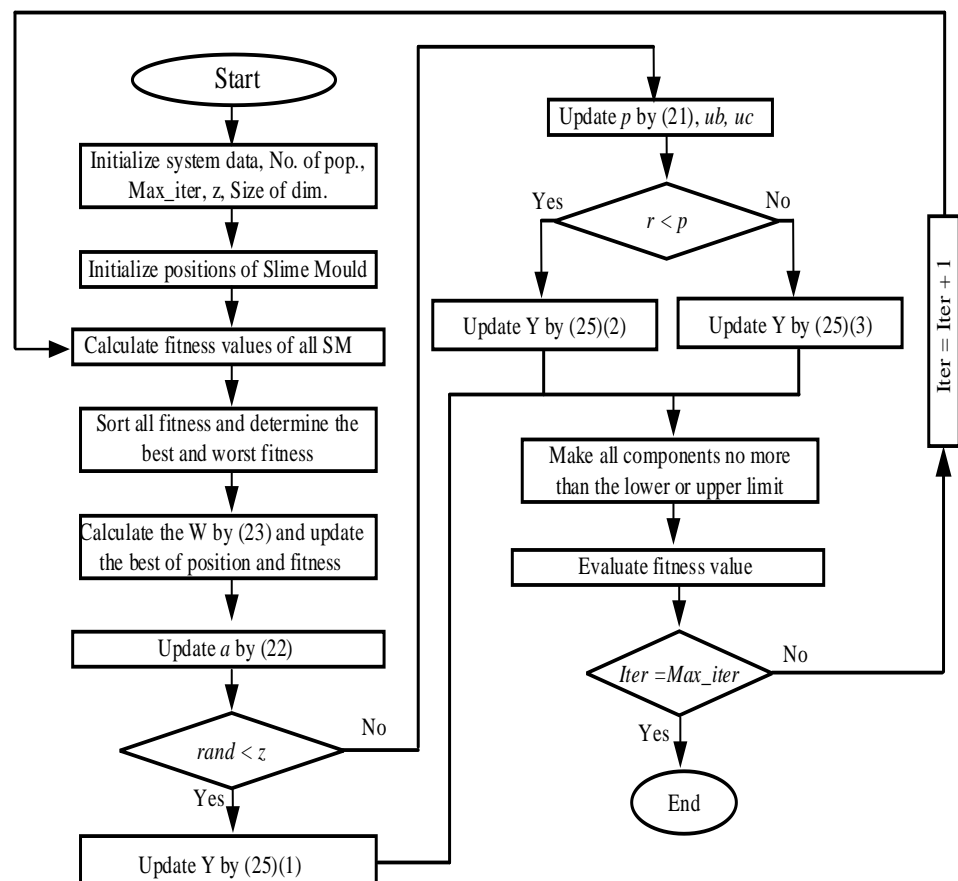 Start
Initialize system data, No. of pop.,
Max_iter, z, Size of dim.
Initialize positions of Slime Mould
Calculate fitness values of all SM
Sort all fitness and determine the
best and worst fitness
Calculate the W by (23) and update
the best of position and fitness
Update a by (22)
rand < z
No
Yes
Update Y by (25)(1)
Update p by (21), ub, uc
Yes
No
r < p
Update Y by (25)(2)
Update Y by (25)(3)
Make all components no more
than the lower or upper limit
Evaluate fitness value
Iter =Max_iter
No
Yes
End
Iter = Iter + 1